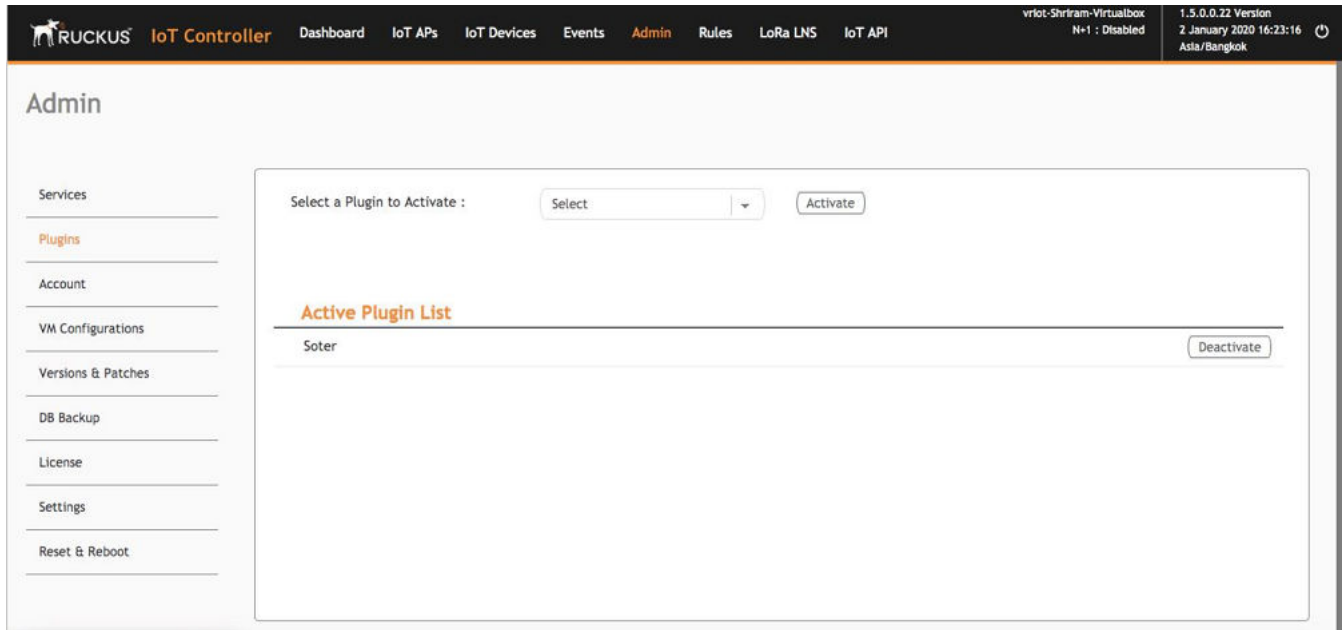 RUCKUS IoT Controller Dashboard IoT APs IoT Devices Events Admin Rules LoRa LNS IoT API
vriot-Shriram-Virtualbox
N+1 : Disabled
1.5.0.0.22 Version
2 January 2020 16:23:16
Asia/Bangkok
Admin
Services
Plugins
Account
VM Configurations
Versions & Patches
DB Backup
License
Settings
Reset & Reboot
Select a Plugin to Activate : Select Activate
Active Plugin List
Soter Deactivate